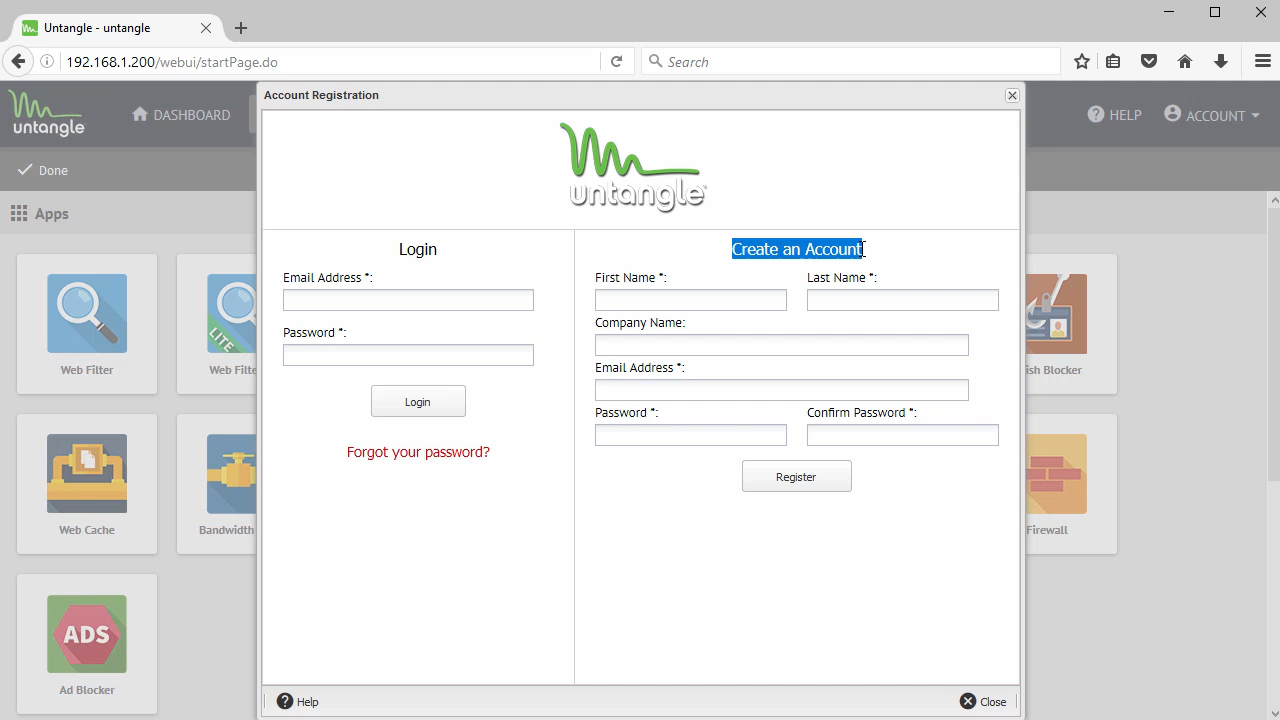 Untangle - untangle
192.168.1.200/webui/startPage.do
Search
Account Registration
untangle
DASHBOARD
HELP
ACCOUNT
Done
untangle
Apps
Login
Create an Account
Email Address *:
First Name *:
Last Name *:
Company Name:
Password *:
Email Address *:
Login
Password *:
Confirm Password *:
Forgot your password?
Register
LITE
Web Filter
Web Filte
ish Blocker
Web Cache
Bandwidth
Firewall
ADS
Ad Blocker
Help
Close